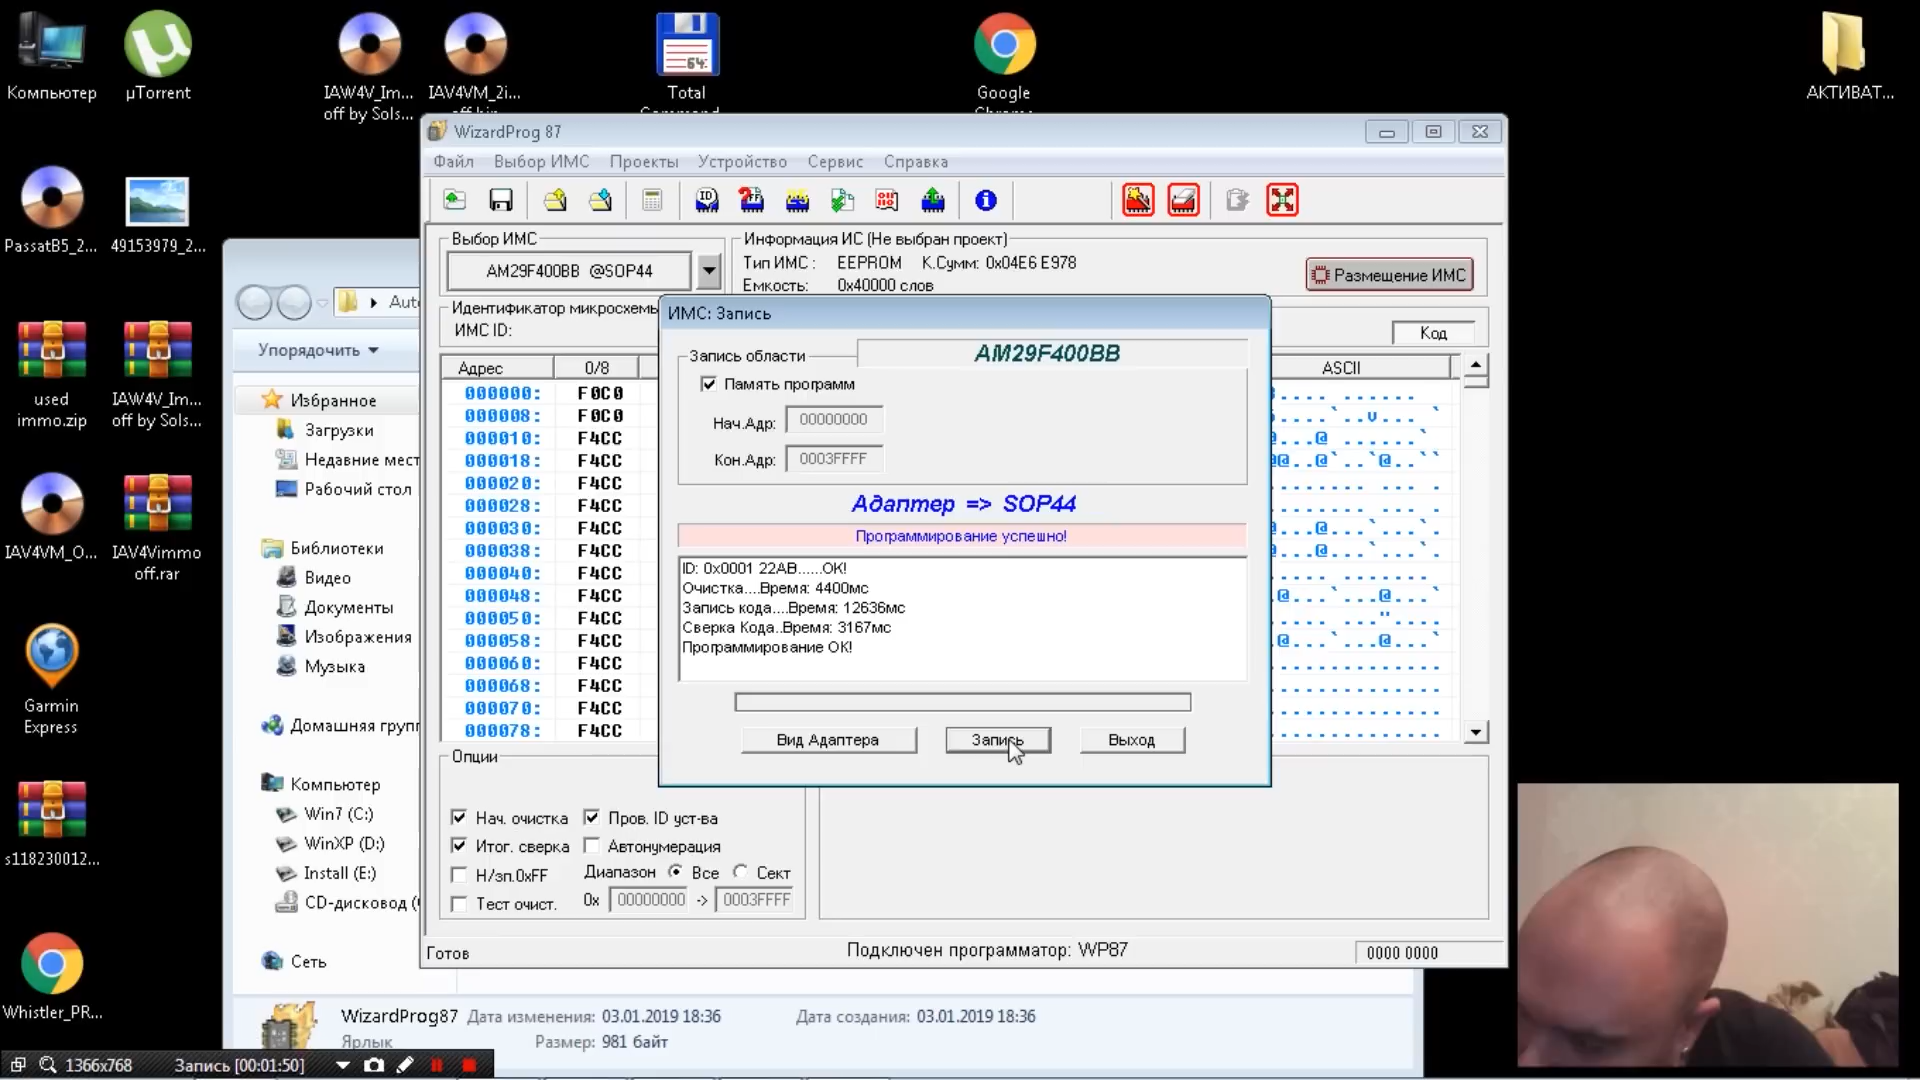 Компьютер
µTorrent
IAW4V_Im...
off by Sols...
IAV4VM_2i...
Total
Google
АКТИВАТ...
PassatB5_2...
49153979_2...
used
immo.zip
IAW4V_Im...
off by Sols...
IAV4VM_O...
IAV4Vimmo
off.rar
Garmin
Express
s118230012...
Whistler_PR...
WizardProg 87
Файл Выбор ИМС Проекты Устройство Сервис Справка
Выбор ИМС
AM29F400BB @SOP44
Информация ИС (Не выбран проект)
Тип ИМС : EEPROM К.Сумм: 0x04E6 E978
Емкость: 0x40000 слов
Размещение ИМС
Идентификатор микросхемы
ИМС ID:
Код
Адрес 0/8 ASCII
000000: F0C0
000008: F0C0
000010: F4CC
000018: F4CC
000020: F4CC
000028: F4CC
000030: F4CC
000038: F4CC
000040: F4CC
000048: F4CC
000050: F4CC
000058: F4CC
000060: F4CC
000068: F4CC
000070: F4CC
000078: F4CC
ИМС: Запись
Запись области
AM29F400BB
Память программ
Нач.Адр: 00000000
Кон.Адр: 0003FFFF
Адаптер => SOP44
Программирование успешно!
ID: 0x0001 22AB......OK!
Очистка....Время: 4400мс
Запись кода....Время: 12636мс
Сверка Кода..Время: 3167мс
Программирование OK!
Вид Адаптера Запись Выход
Опции
Нач. очистка Пров. ID уст-ва
Итог. сверка Автонумерация
Н/зп.0xFF Диапазон Все Сект
Тест очист. 0x 00000000 -> 0003FFFF
Готов
Подключен программатор: WP87
0000 0000
Auto
Упорядочить
Избранное
Загрузки
Недавние мест
Рабочий стол
Библиотеки
Видео
Документы
Изображения
Музыка
Домашняя групп
Компьютер
Win7 (C:)
WinXP (D:)
Install (E:)
CD-дисковод (
Сеть
WizardProg87 Дата изменения: 03.01.2019 18:36 Дата создания: 03.01.2019 18:36
Ярлык Размер: 981 байт
1366x768 Запись [00:01:50]